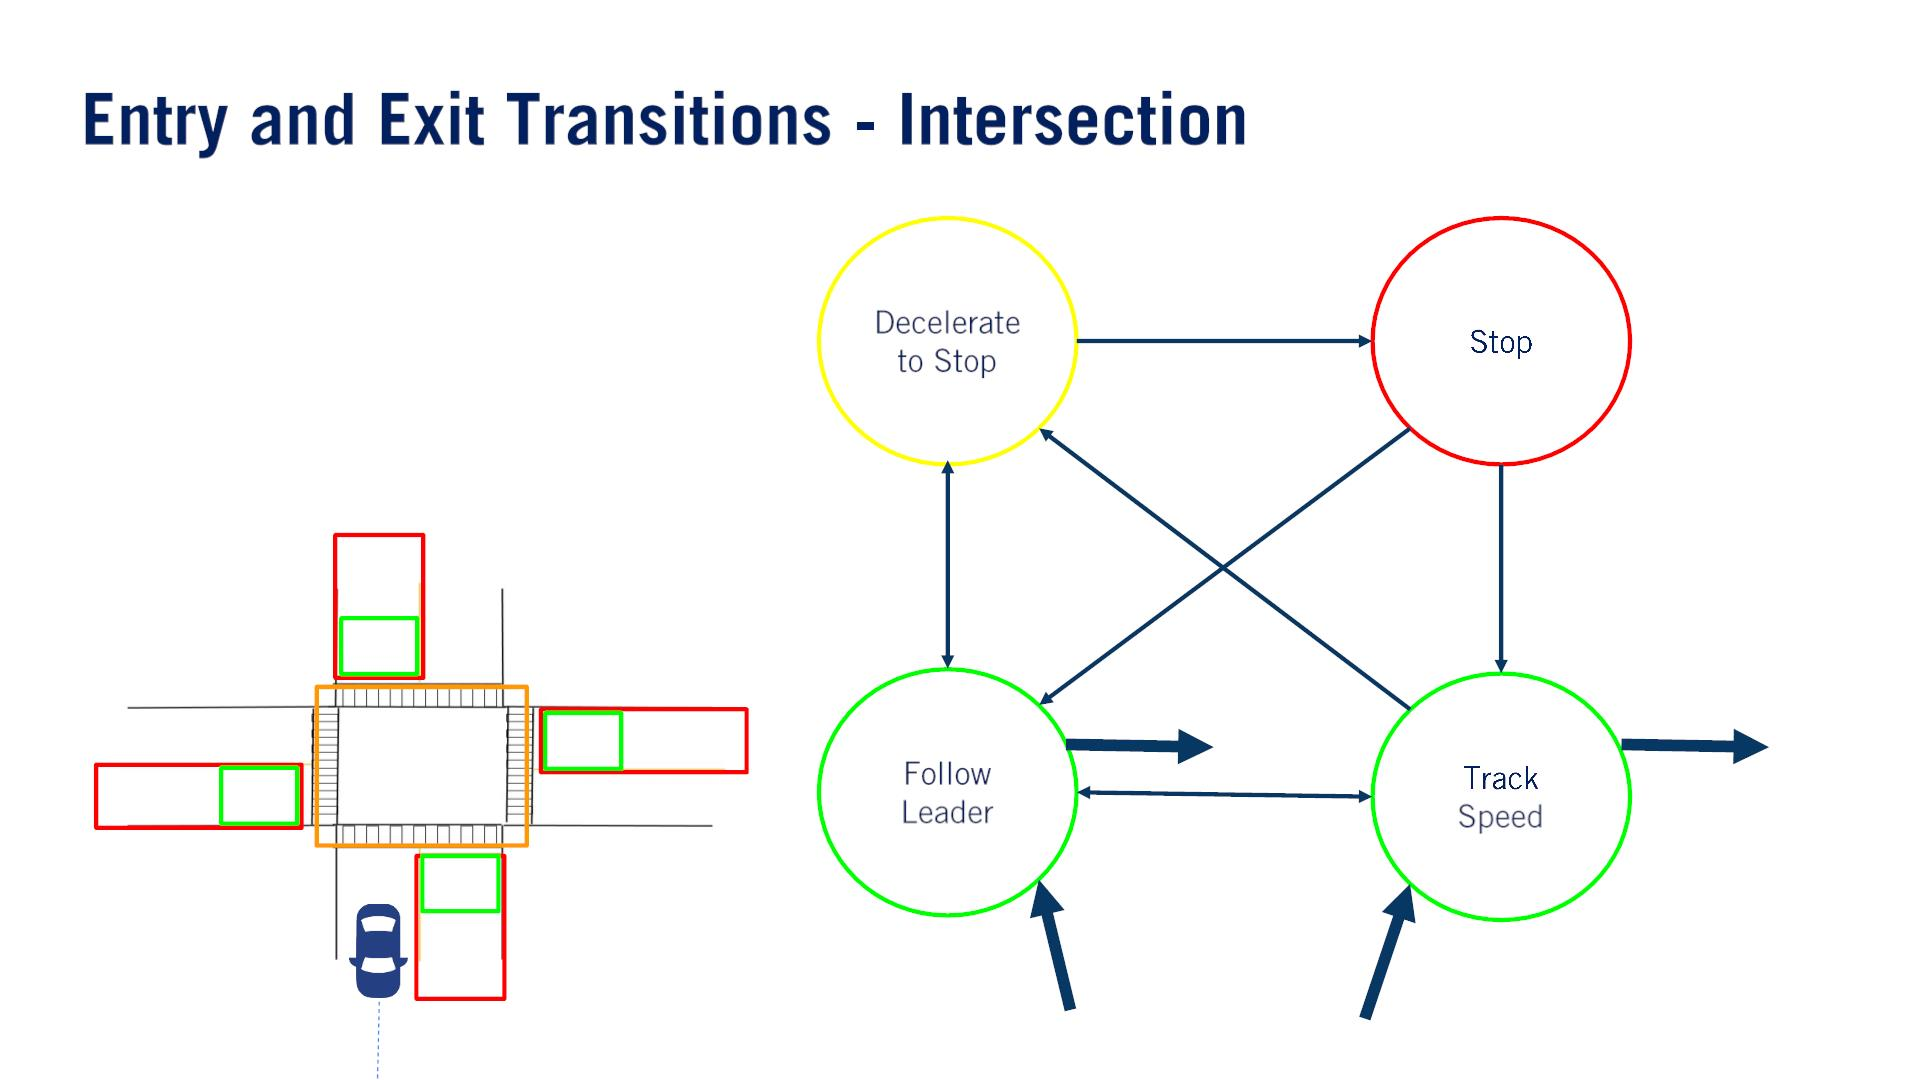 Entry and Exit Transitions - Intersection
Decelerate
to Stop
Stop
Follow
Leader
Track
Speed